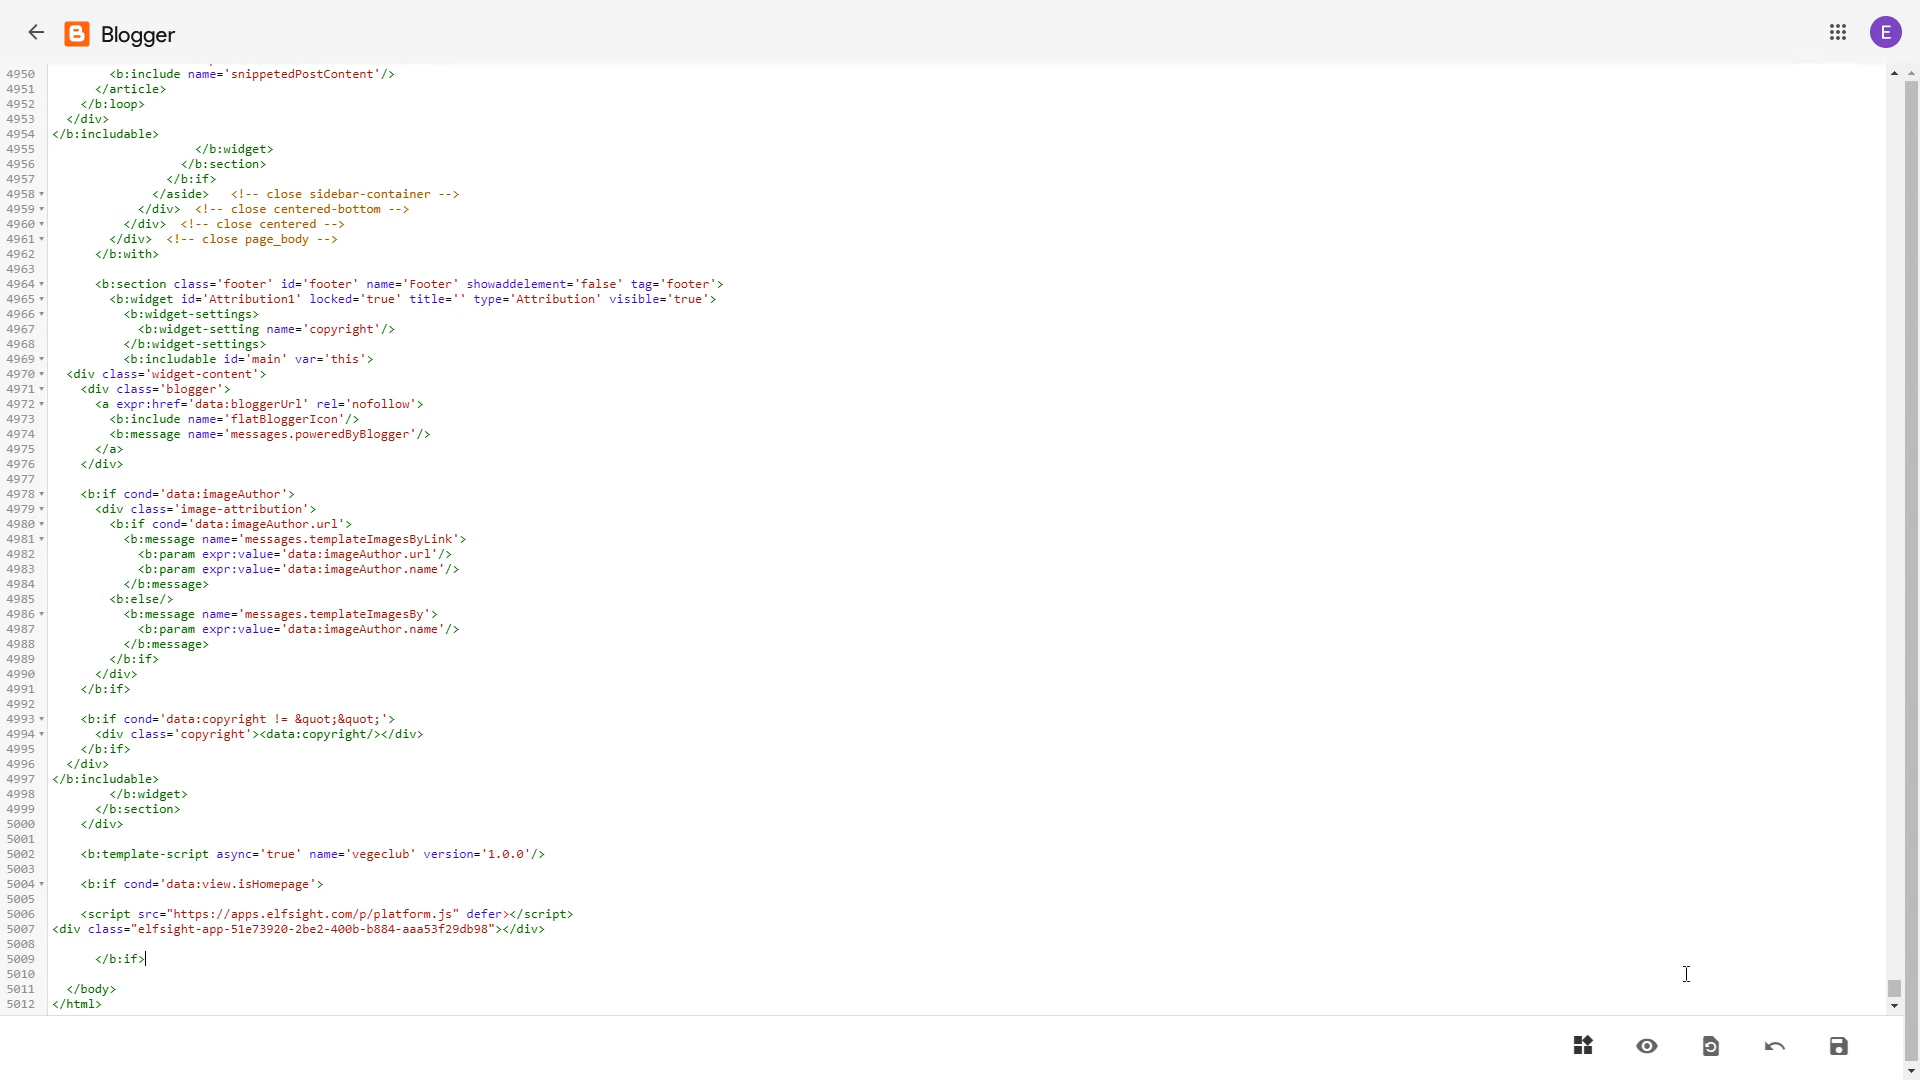 Blogger
E
4950 <b:include name='snippetedPostContent'/>
4951 </article>
4952 </b:loop>
4953 </div>
4954 </b:includable>
4955 </b:widget>
4956 </b:section>
4957 </b:if>
4958 </aside> <!-- close sidebar-container -->
4959 </div> <!-- close centered-bottom -->
4960 </div> <!-- close centered -->
4961 </div> <!-- close page_body -->
4962 </b:with>
4963
4964 <b:section class='footer' id='footer' name='Footer' showaddelement='false' tag='footer'>
4965 <b:widget id='Attribution1' locked='true' title='' type='Attribution' visible='true'>
4966 <b:widget-settings>
4967 <b:widget-setting name='copyright'/>
4968 </b:widget-settings>
4969 <b:includable id='main' var='this'>
4970 <div class='widget-content'>
4971 <div class='blogger'>
4972 <a expr:href='data:bloggerUrl' rel='nofollow'>
4973 <b:include name='flatBloggerIcon'/>
4974 <b:message name='messages.poweredByBlogger'/>
4975 </a>
4976 </div>
4977
4978 <b:if cond='data:imageAuthor'>
4979 <div class='image-attribution'>
4980 <b:if cond='data:imageAuthor.url'>
4981 <b:message name='messages.templateImagesByLink'>
4982 <b:param expr:value='data:imageAuthor.url'/>
4983 <b:param expr:value='data:imageAuthor.name'/>
4984 </b:message>
4985 <b:else/>
4986 <b:message name='messages.templateImagesBy'>
4987 <b:param expr:value='data:imageAuthor.name'/>
4988 </b:message>
4989 </b:if>
4990 </div>
4991 </b:if>
4992
4993 <b:if cond='data:copyright != &quot;&quot;'>
4994 <div class='copyright'><data:copyright/></div>
4995 </b:if>
4996 </div>
4997 </b:includable>
4998 </b:widget>
4999 </b:section>
5000 </div>
5001
5002 <b:template-script async='true' name='vegeclub' version='1.0.0'/>
5003
5004 <b:if cond='data:view.isHomepage'>
5005
5006 <script src="https://apps.elfsight.com/p/platform.js" defer></script>
5007 <div class="elfsight-app-51e73920-2be2-400b-b884-aaa53f29db98"></div>
5008
5009 </b:if>
5010
5011 </body>
5012 </html>